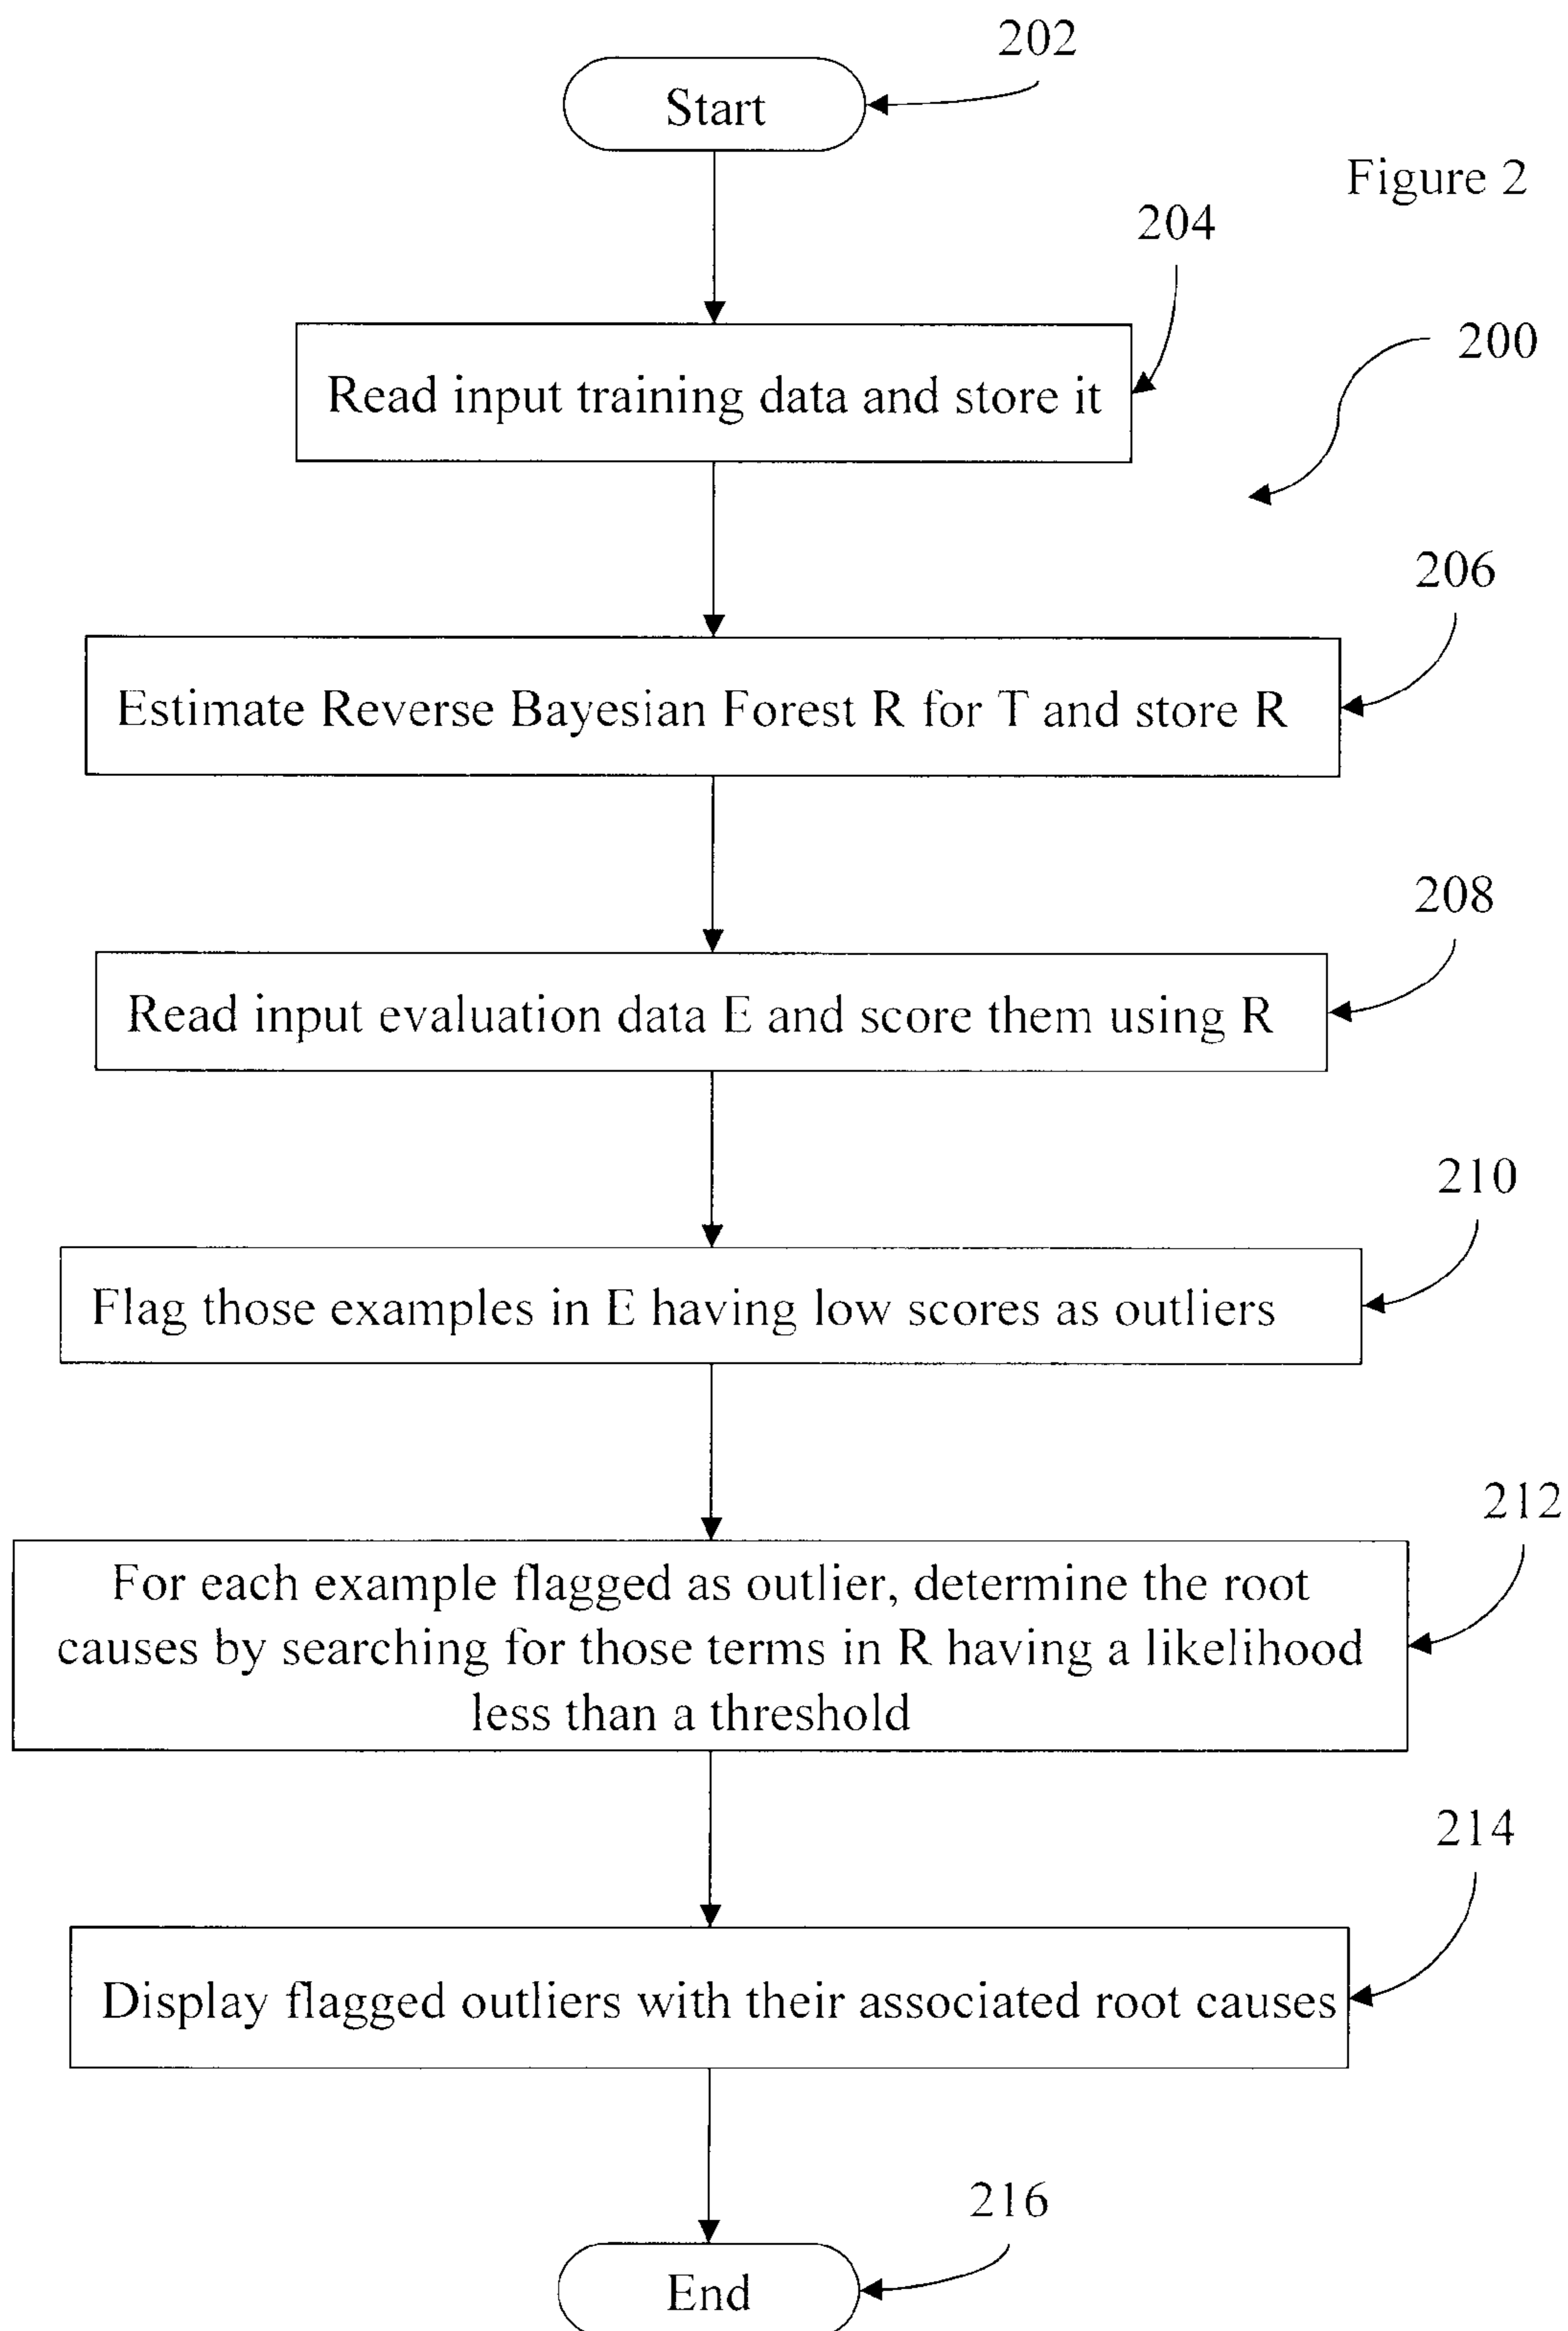 202
Start
Figure 2
204
200
Read input training data and store it
206
Estimate Reverse Bayesian Forest R for T and store R
208
Read input evaluation data E and score them using R
210
Flag those examples in E having low scores as outliers
212
For each example flagged as outlier, determine the root
causes by searching for those terms in R having a likelihood
less than a threshold
214
Display flagged outliers with their associated root causes
216
End